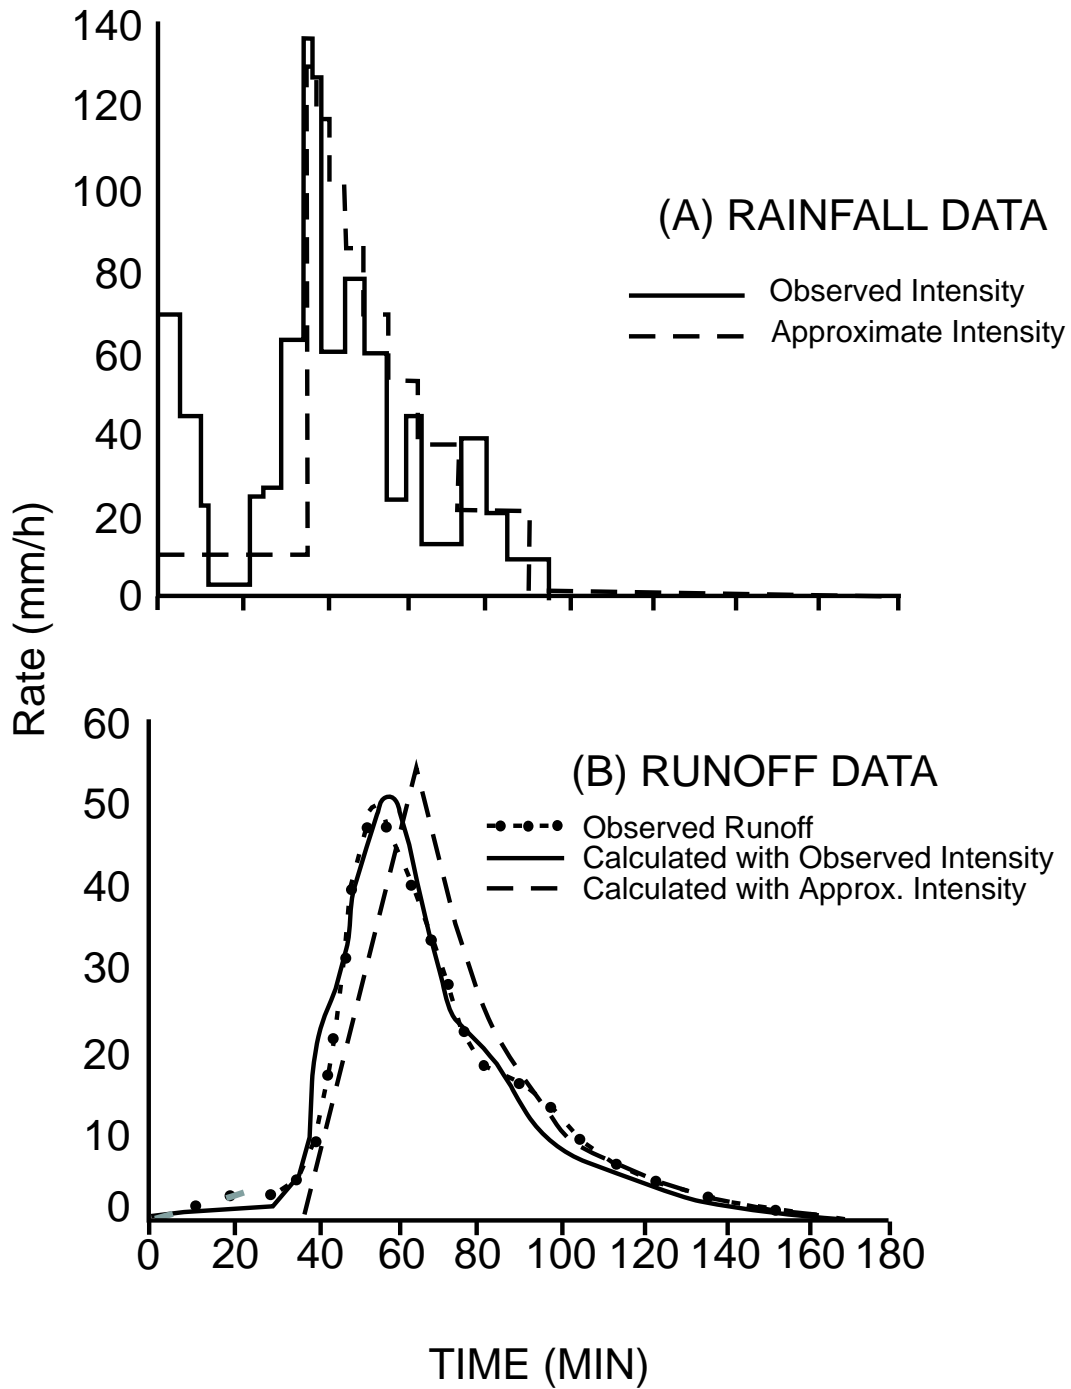 140
120
100
80
60
40
20
0
(A) RAINFALL DATA
Observed Intensity
Approximate Intensity
Rate (mm/h)
60
50
40
30
20
10
0
(B) RUNOFF DATA
Observed Runoff
Calculated with Observed Intensity
Calculated with Approx. Intensity
0 20 40 60 80 100 120 140 160 180
TIME (MIN)